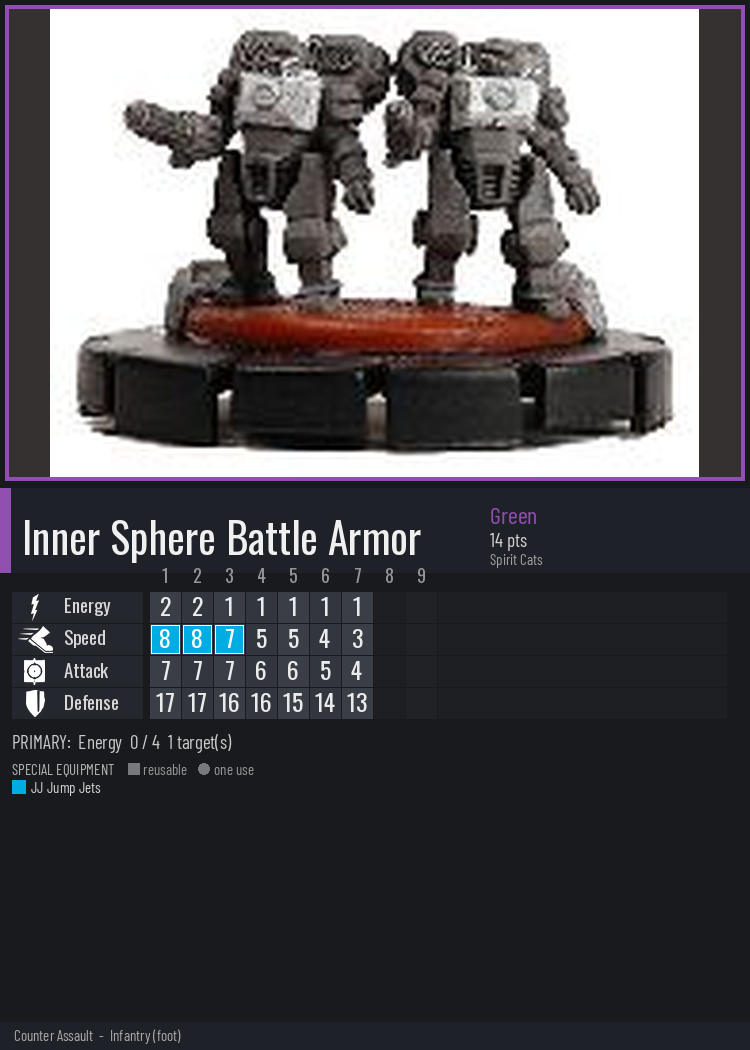 Inner Sphere Battle Armor
Green
14 pts
Spirit Cats
1 2 3 4 5 6 7 8 9
Energy 2 2 1 1 1 1 1
Speed 8 8 7 5 5 4 3
Attack 7 7 7 6 6 5 4
Defense 17 17 16 16 15 14 13
PRIMARY: Energy 0 / 4 1 target(s)
SPECIAL EQUIPMENT reusable one use
JJ Jump Jets
Counter Assault - Infantry (foot)